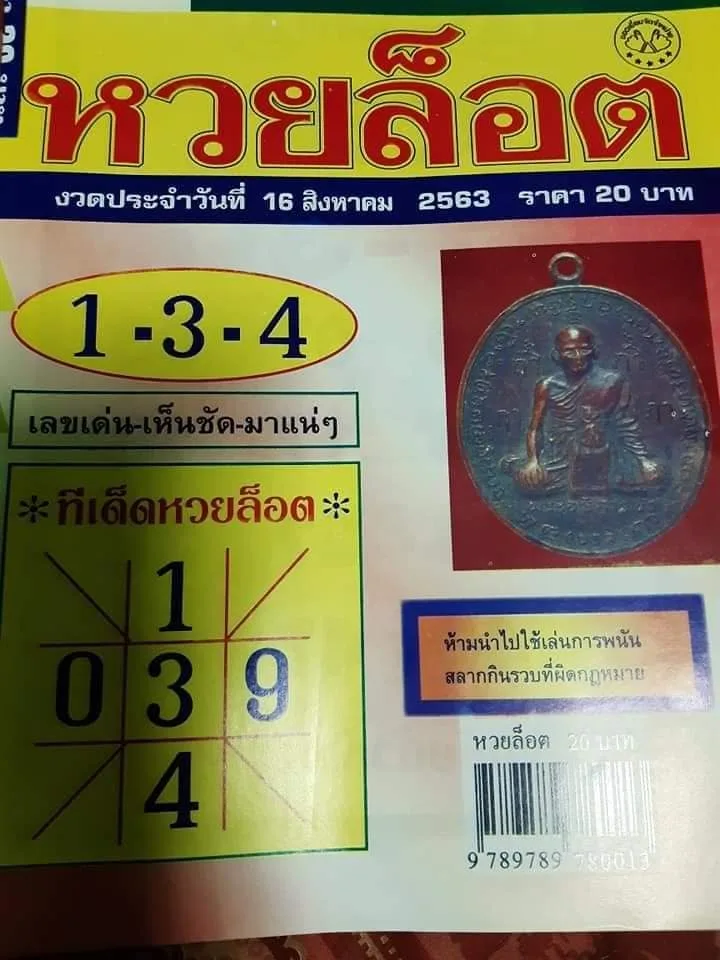 หวยล็อต
งวดประจำวันที่ 16 สิงหาคม 2563 ราคา 20 บาท
1-3-4
เลขเด่น-เห็นชัด-มาแน่ๆ
* ทีเด็ดหวยล็อต *
1
0 3 9
4
ห้ามนำไปใช้เล่นการพนัน
สลากกินรวบที่ผิดกฎหมาย
หวยล็อต 20 บาท
9 789789 780013